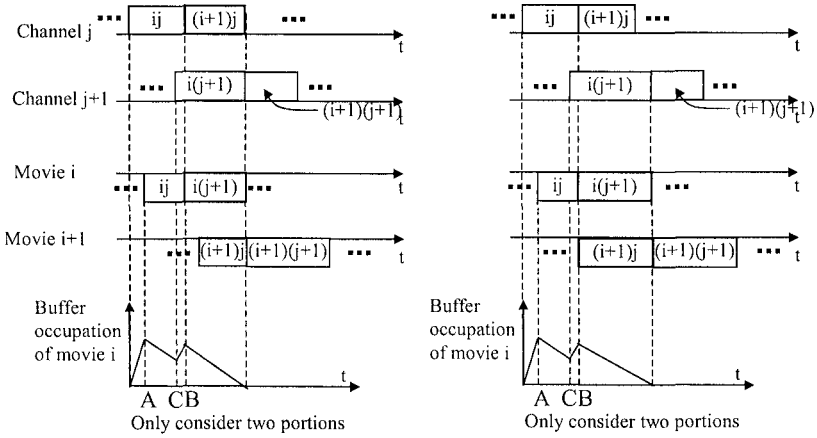 Channel j
ij
(i+1)j
t
Channel j+1
i(j+1)
(i+1)(j+1)
t
Movie i
ij
i(j+1)
t
Movie i+1
(i+1)j
(i+1)(j+1)
t
Buffer
occupation
of movie i
t
A
C
B
Only consider two portions
ij
(i+1)j
t
i(j+1)
(i+1)(j+1)
t
ij
i(j+1)
t
(i+1)j
(i+1)(j+1)
t
Buffer
occupation
of movie i
t
A
C
B
Only consider two portions